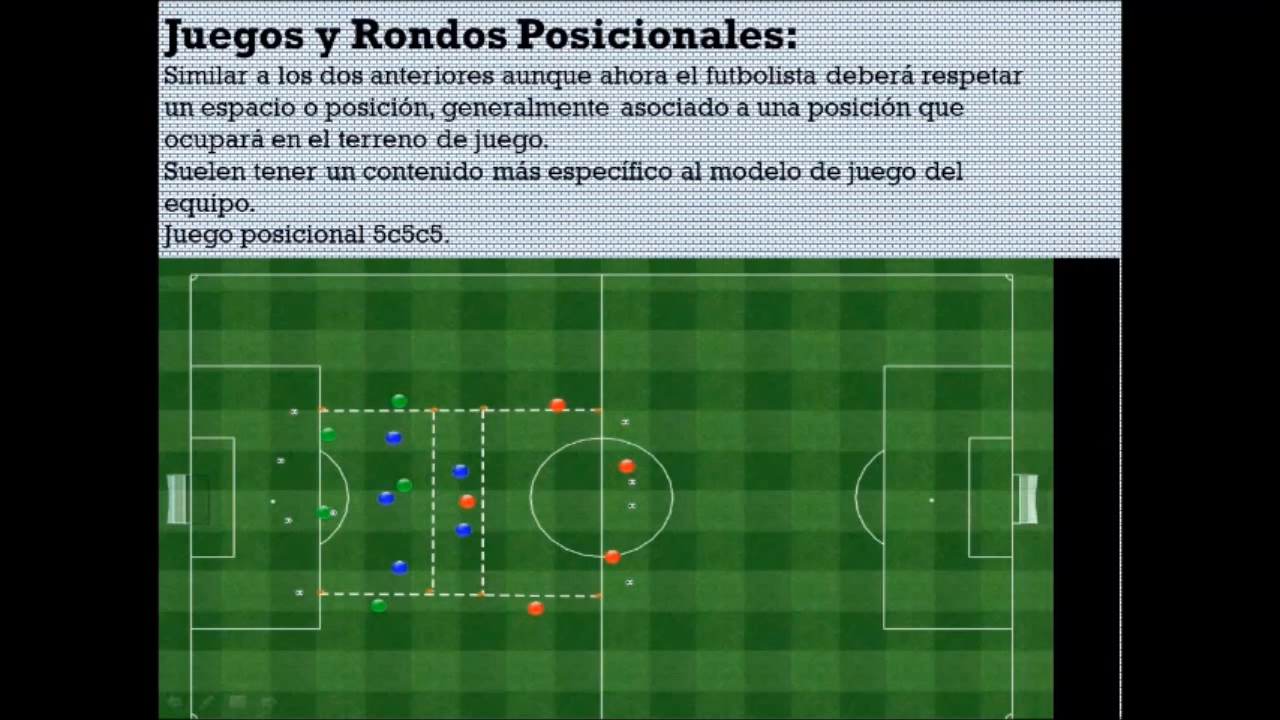 Juegos y Rondos Posicionales:
Similar a los dos anteriores aunque ahora el futbolista deberá respetar
un espacio o posición, generalmente asociado a una posición que
ocupará en el terreno de juego.
Suelen tener un contenido más específico al modelo de juego del
equipo.
Juego posicional 5c5c5.